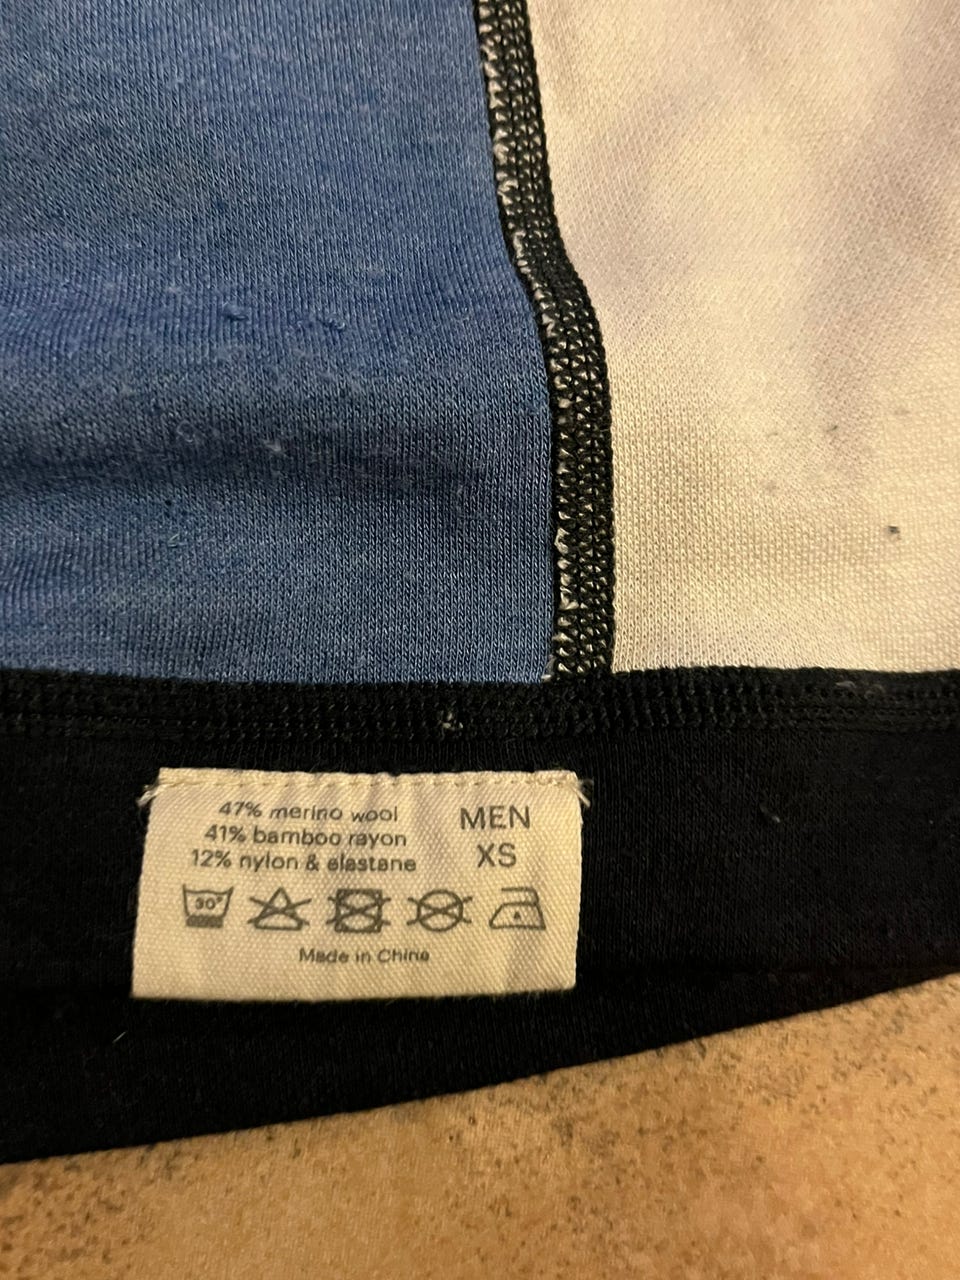 47% merino wool
41% bamboo rayon
12% nylon & elastane
MEN
XS
30°
Made in China